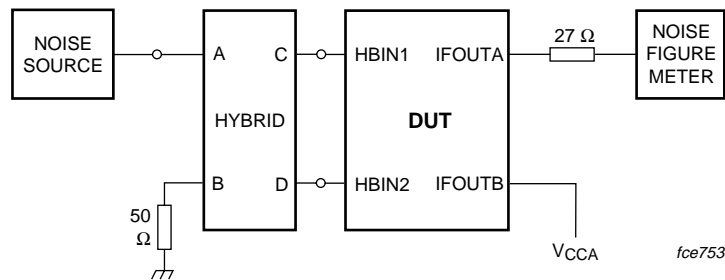 NOISE
SOURCE
A
C
HYBRID
B
D
50
Ω
HBIN1
IFOUTA
DUT
HBIN2
IFOUTB
27 Ω
NOISE
FIGURE
METER
VCCA
fce753